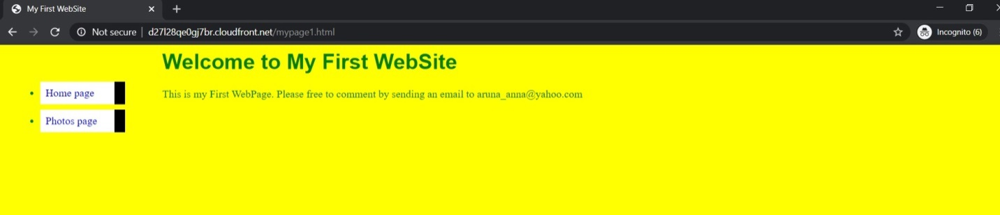 My First WebSite
Not secure | d27l28qe0gj7br.cloudfront.net/mypage1.html
Incognito (6)
Welcome to My First WebSite
Home page
This is my First WebPage. Please free to comment by sending an email to aruna_anna@yahoo.com
Photos page